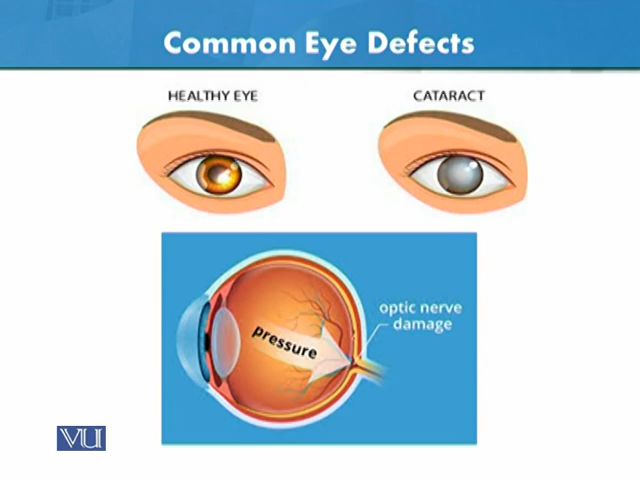 Common Eye Defects
HEALTHY EYE
CATARACT
optic nerve
damage
pressure
VU